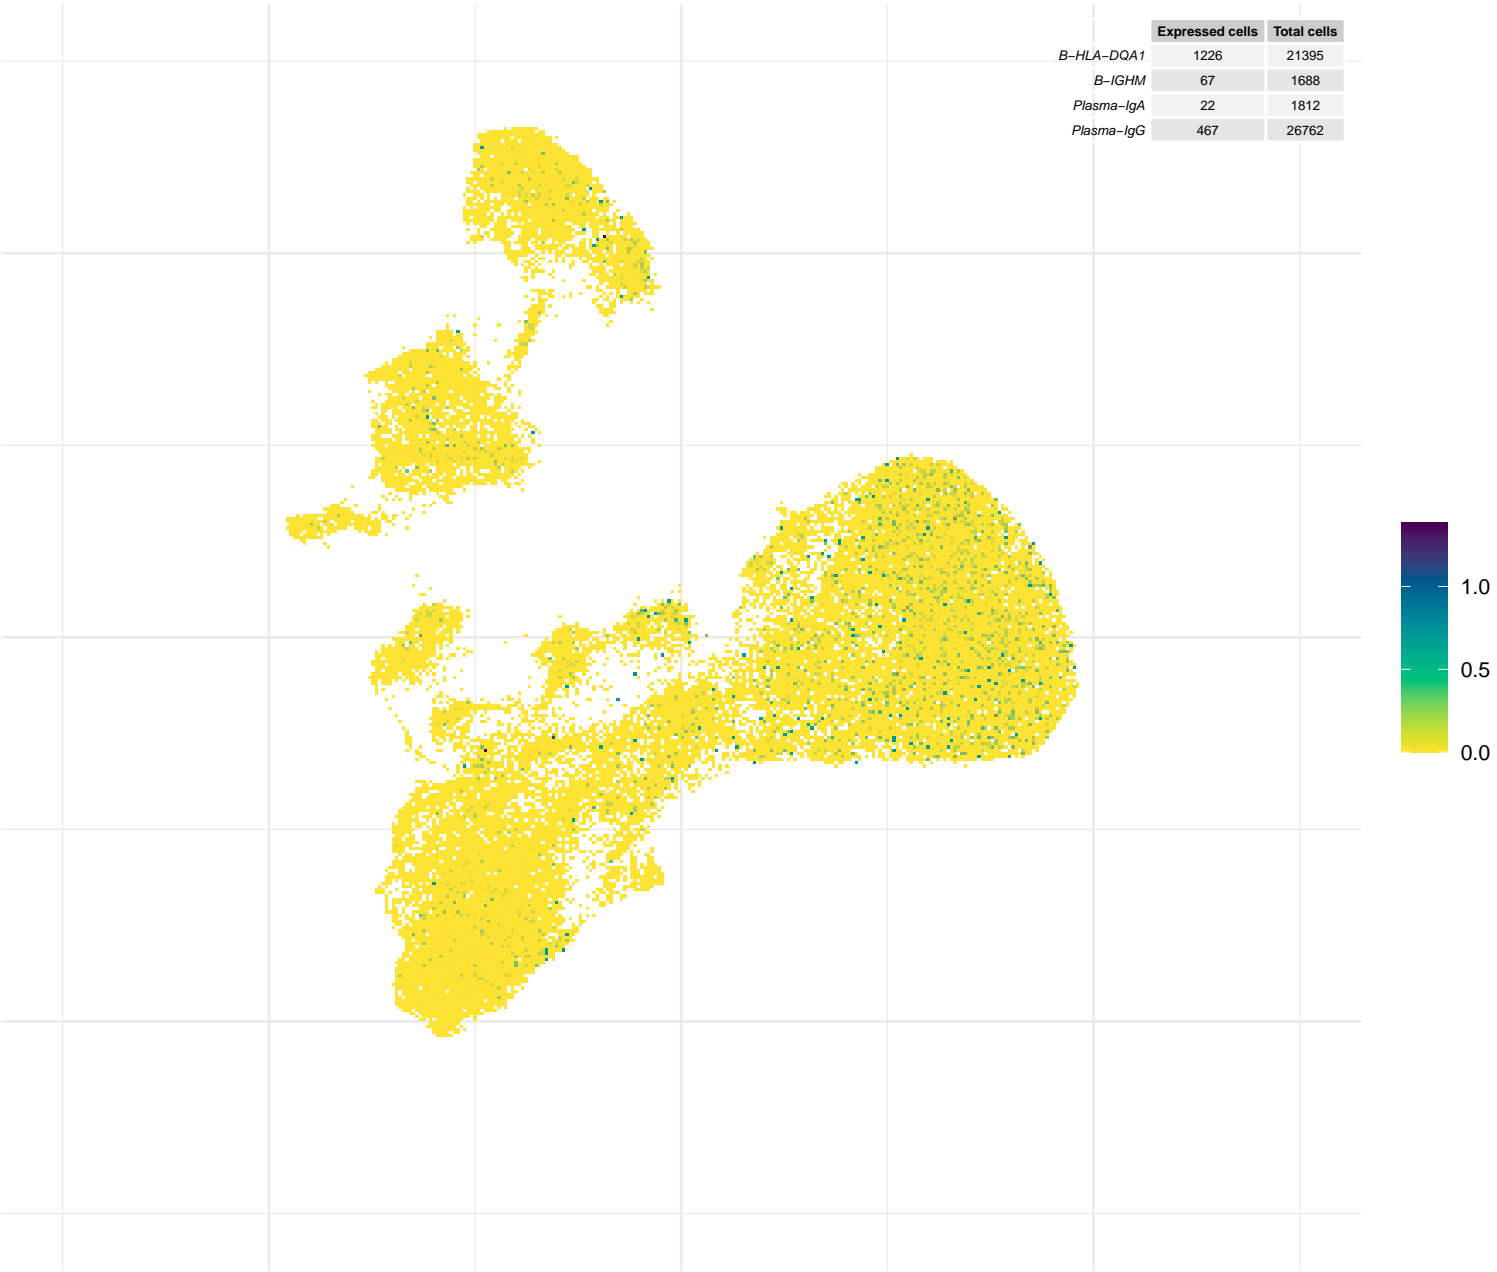 Expressed cells Total cells
B-HLA-DQA1 1226 21395
B-IGHM 67 1688
Plasma-IgA 22 1812
Plasma-IgG 467 26762
1.0
0.5
0.0